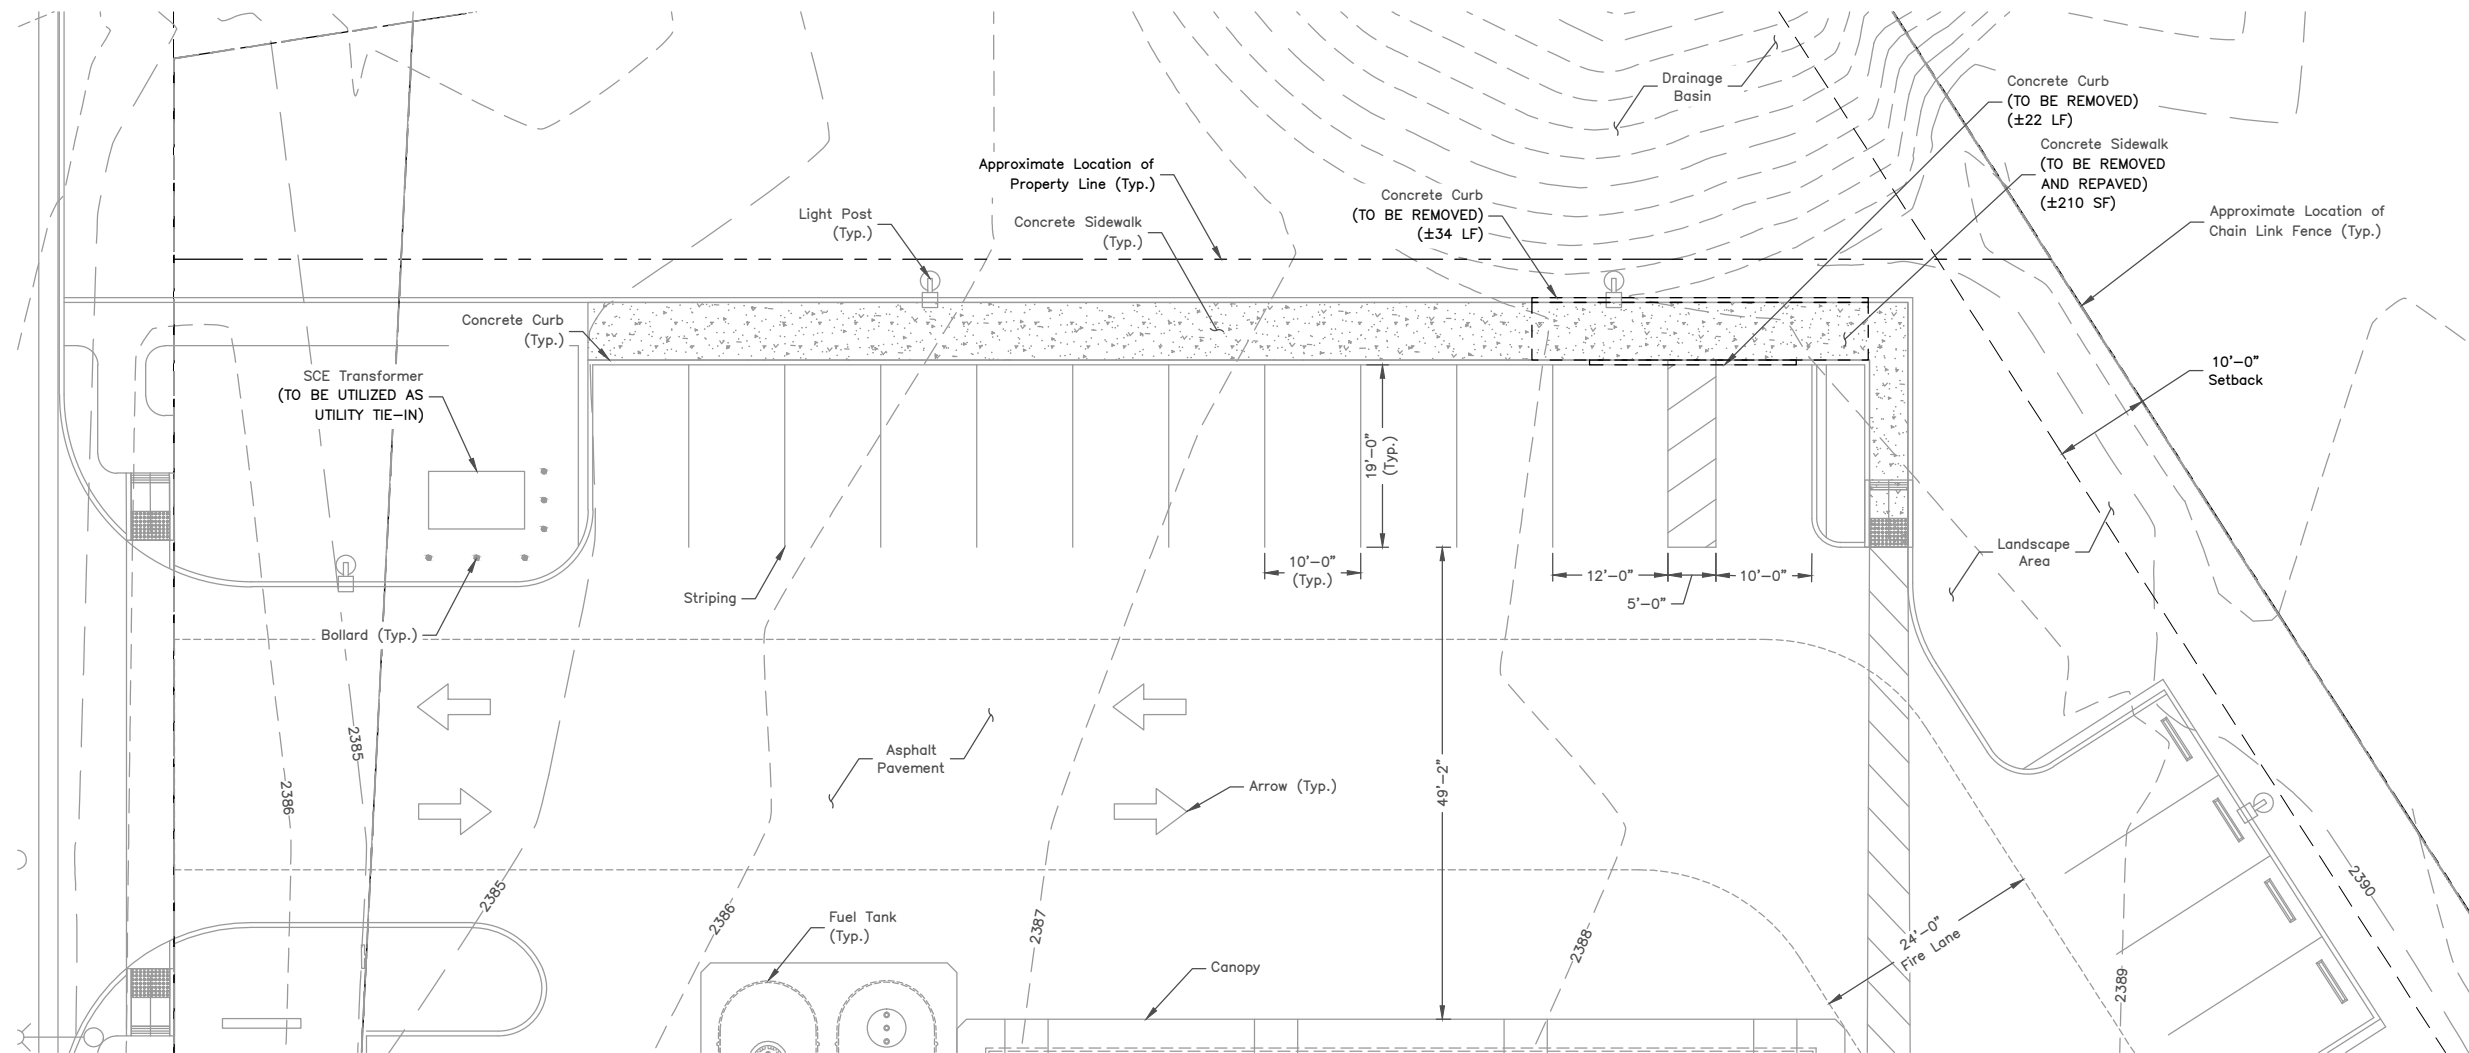 Drainage
Basin
Concrete Curb
(TO BE REMOVED)
(±22 LF)
Concrete Sidewalk
(TO BE REMOVED
AND REPAVED)
(±210 SF)
Approximate Location of
Property Line (Typ.)
Concrete Curb
(TO BE REMOVED)
(±34 LF)
Light Post
(Typ.)
Concrete Sidewalk
(Typ.)
Approximate Location of
Chain Link Fence (Typ.)
Concrete Curb
(Typ.)
SCE Transformer
(TO BE UTILIZED AS
UTILITY TIE-IN)
10'-0"
Setback
19'-0"
(Typ.)
10'-0"
(Typ.)
12'-0"
10'-0"
5'-0"
Landscape
Area
Striping
Bollard (Typ.)
2385
2386
Asphalt
Pavement
Arrow (Typ.)
49'-2"
2385
2386
2387
2388
2389
2390
Fuel Tank
(Typ.)
Canopy
24'-0"
Fire Lane